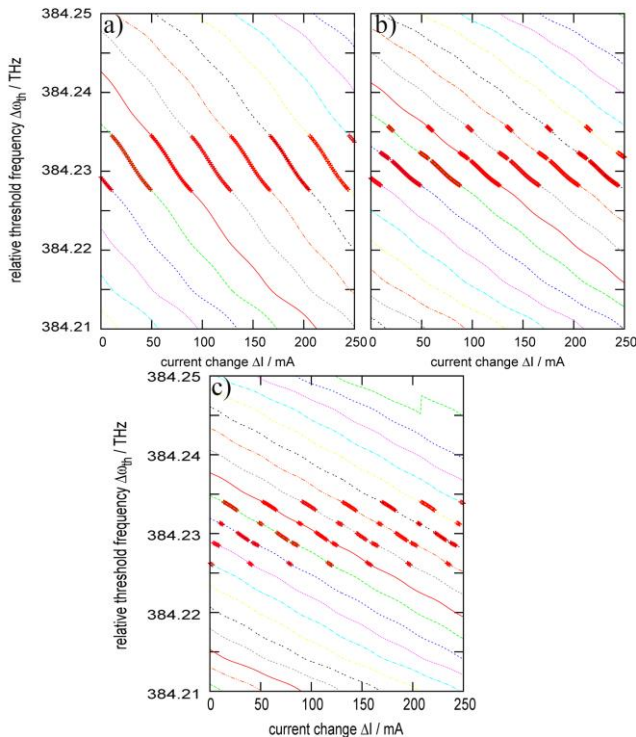 a)
b)
384.25
384.24
384.23
384.22
384.21
relative threshold frequency Δω_th / THz
0 50 100 150 200 250
0 50 100 150 200 250
current change ΔI / mA
current change ΔI / mA
c)
384.25
384.24
384.23
384.22
384.21
relative threshold frequency Δω_th / THz
0 50 100 150 200 250
current change ΔI / mA